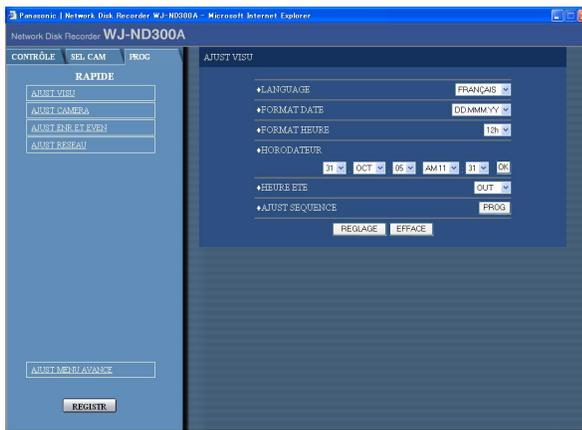 Panasonic | Network Disk Recorder WJ-ND300A - Microsoft Internet Explorer
Network Disk Recorder WJ-ND300A
CONTRÔLE SEL CAM PROG
RAPIDE
AJUST VISU
AJUST CAMERA
AJUST ENR ET EVEN
AJUST RESEAU
AJUST MENU AVANCE
REGISTR
AJUST VISU
♦LANGUAGE FRANÇAIS
♦FORMAT DATE DD.MMM.YY
♦FORMAT HEURE 12h
♦HORODATEUR
31 . OCT . 05 AM 11 : 31 OK
♦HEURE ETE OUT
♦AJUST SEQUENCE PROG
REGLAGE EFFACE